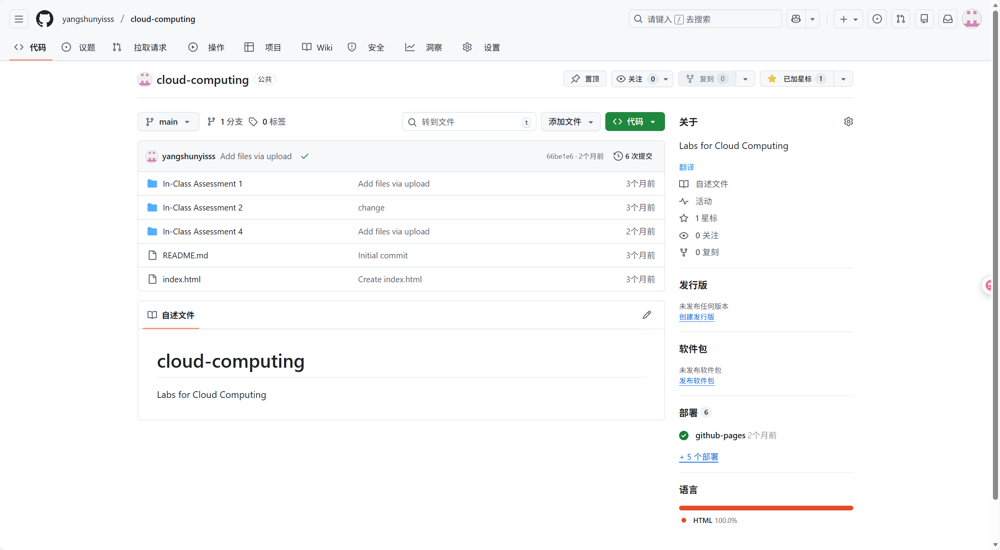 yangshunyisss / cloud-computing
请键入 / 去搜索
代码 议题 拉取请求 操作 项目 Wiki 安全 洞察 设置
cloud-computing 公共
置顶 关注 0 复刻 0 已加星标 1
main 1 分支 0 标签
转到文件 t 添加文件 代码
yangshunyisss Add files via upload 66be1e6 · 2个月前 6 次提交
In-Class Assessment 1 Add files via upload 3个月前
In-Class Assessment 2 change 3个月前
In-Class Assessment 4 Add files via upload 2个月前
README.md Initial commit 3个月前
index.html Create index.html 3个月前
自述文件
cloud-computing
Labs for Cloud Computing
关于
Labs for Cloud Computing
翻译
自述文件
活动
1 星标
0 关注
0 复刻
发行版
未发布任何版本
创建发行版
软件包
未发布软件包
发布软件包
部署 6
github-pages 2个月前
+ 5 个部署
语言
HTML 100.0%